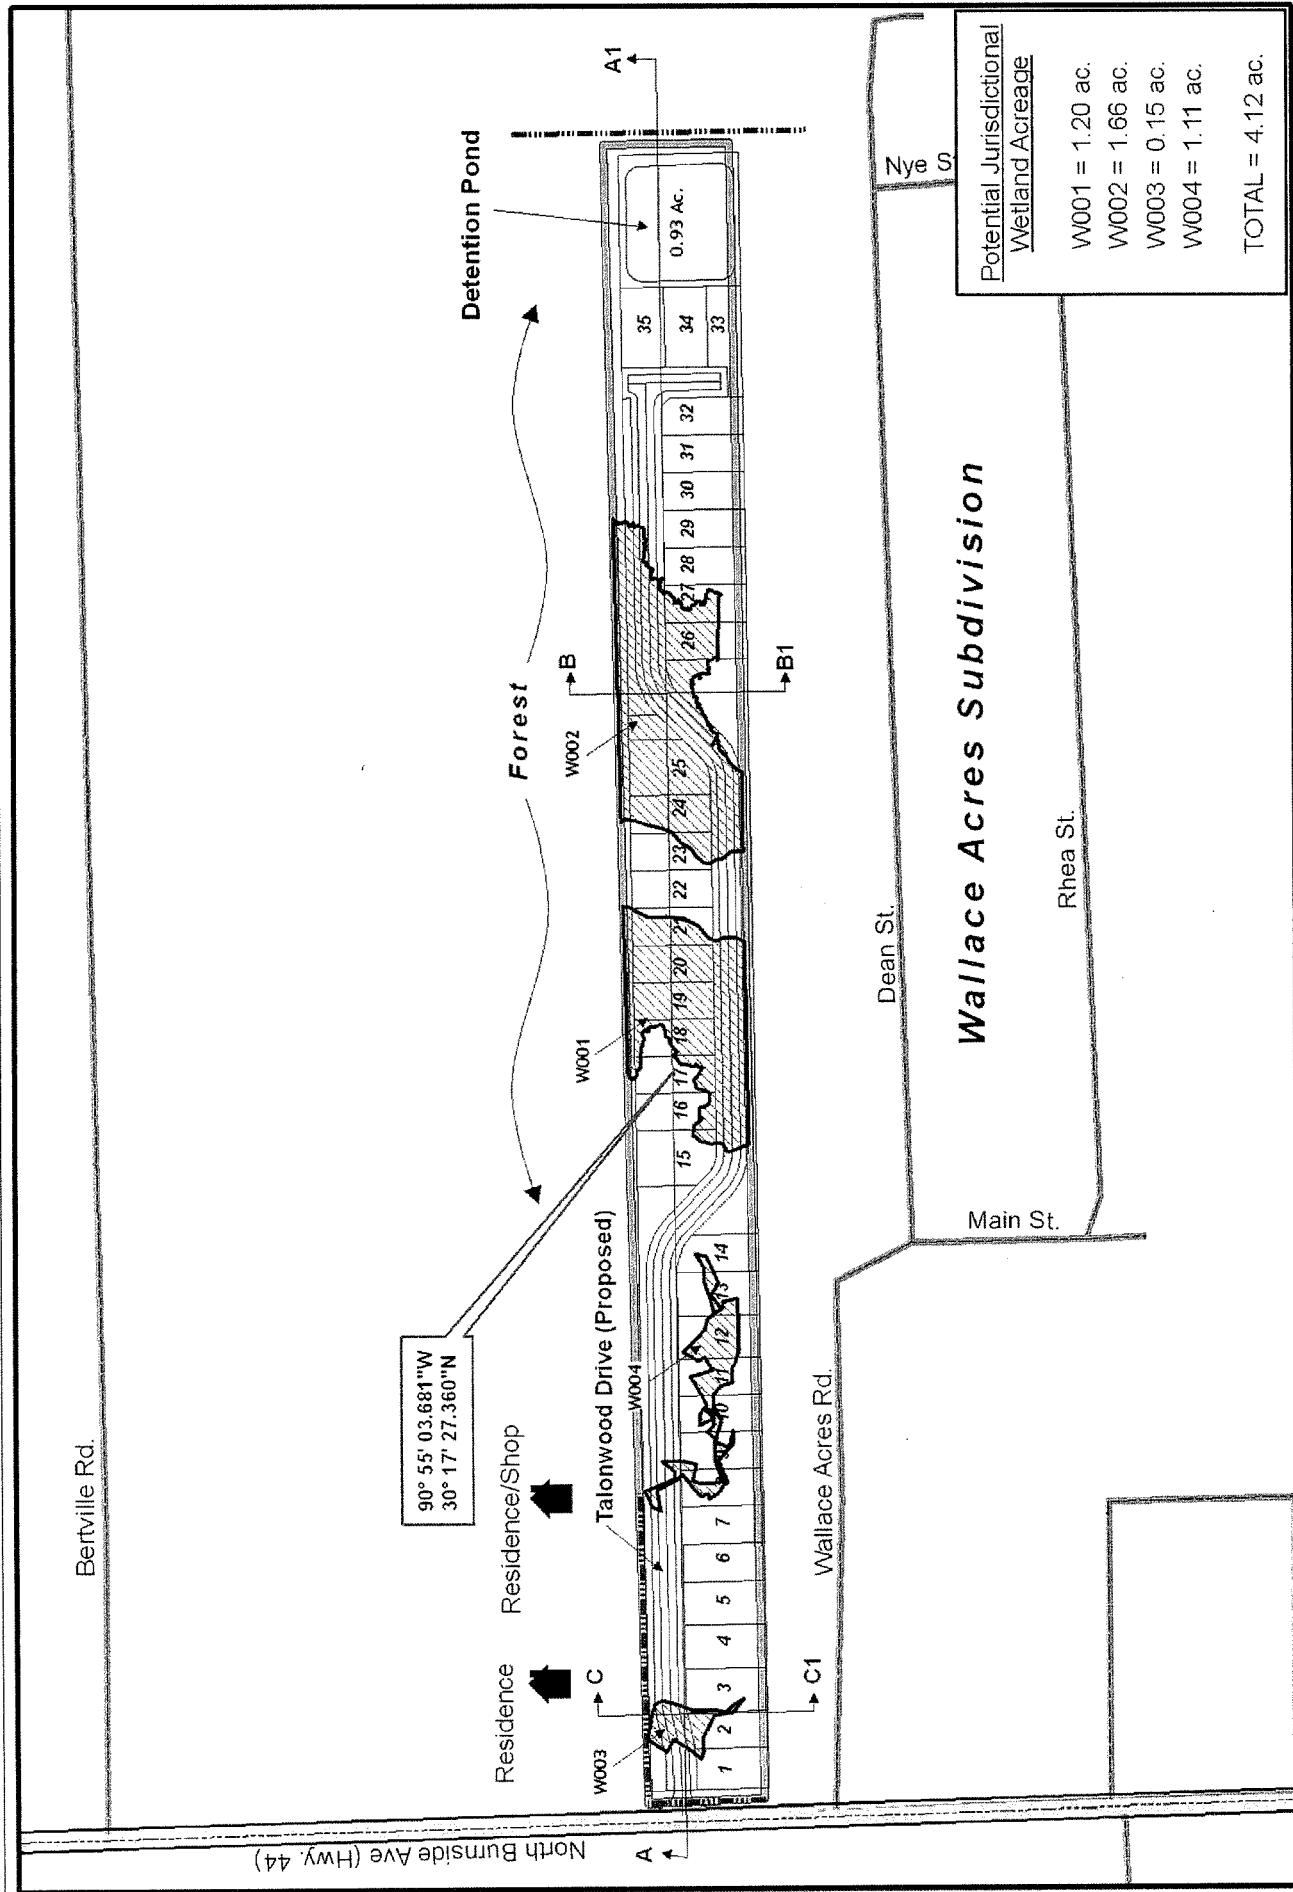 Bertville Rd.
North Burnside Ave (Hwy. 44)
Residence
Residence/Shop
90° 55' 03.681"W
30° 17' 27.360"N
Forest
Detention Pond
Talonwood Drive (Proposed)
W003
W004
W001
W002
A
A1
B
B1
C
C1
1
2
3
4
5
6
7
10
11
12
13
14
15
16
17
18
19
20
21
22
23
24
25
26
27
28
29
30
31
32
33
34
35
0.93 Ac.
Wallace Acres Rd.
Main St.
Dean St.
Rhea St.
Nye S
Wallace Acres Subdivision
Potential Jurisdictional
Wetland Acreage
W001 = 1.20 ac.
W002 = 1.66 ac.
W003 = 0.15 ac.
W004 = 1.11 ac.
TOTAL = 4.12 ac.